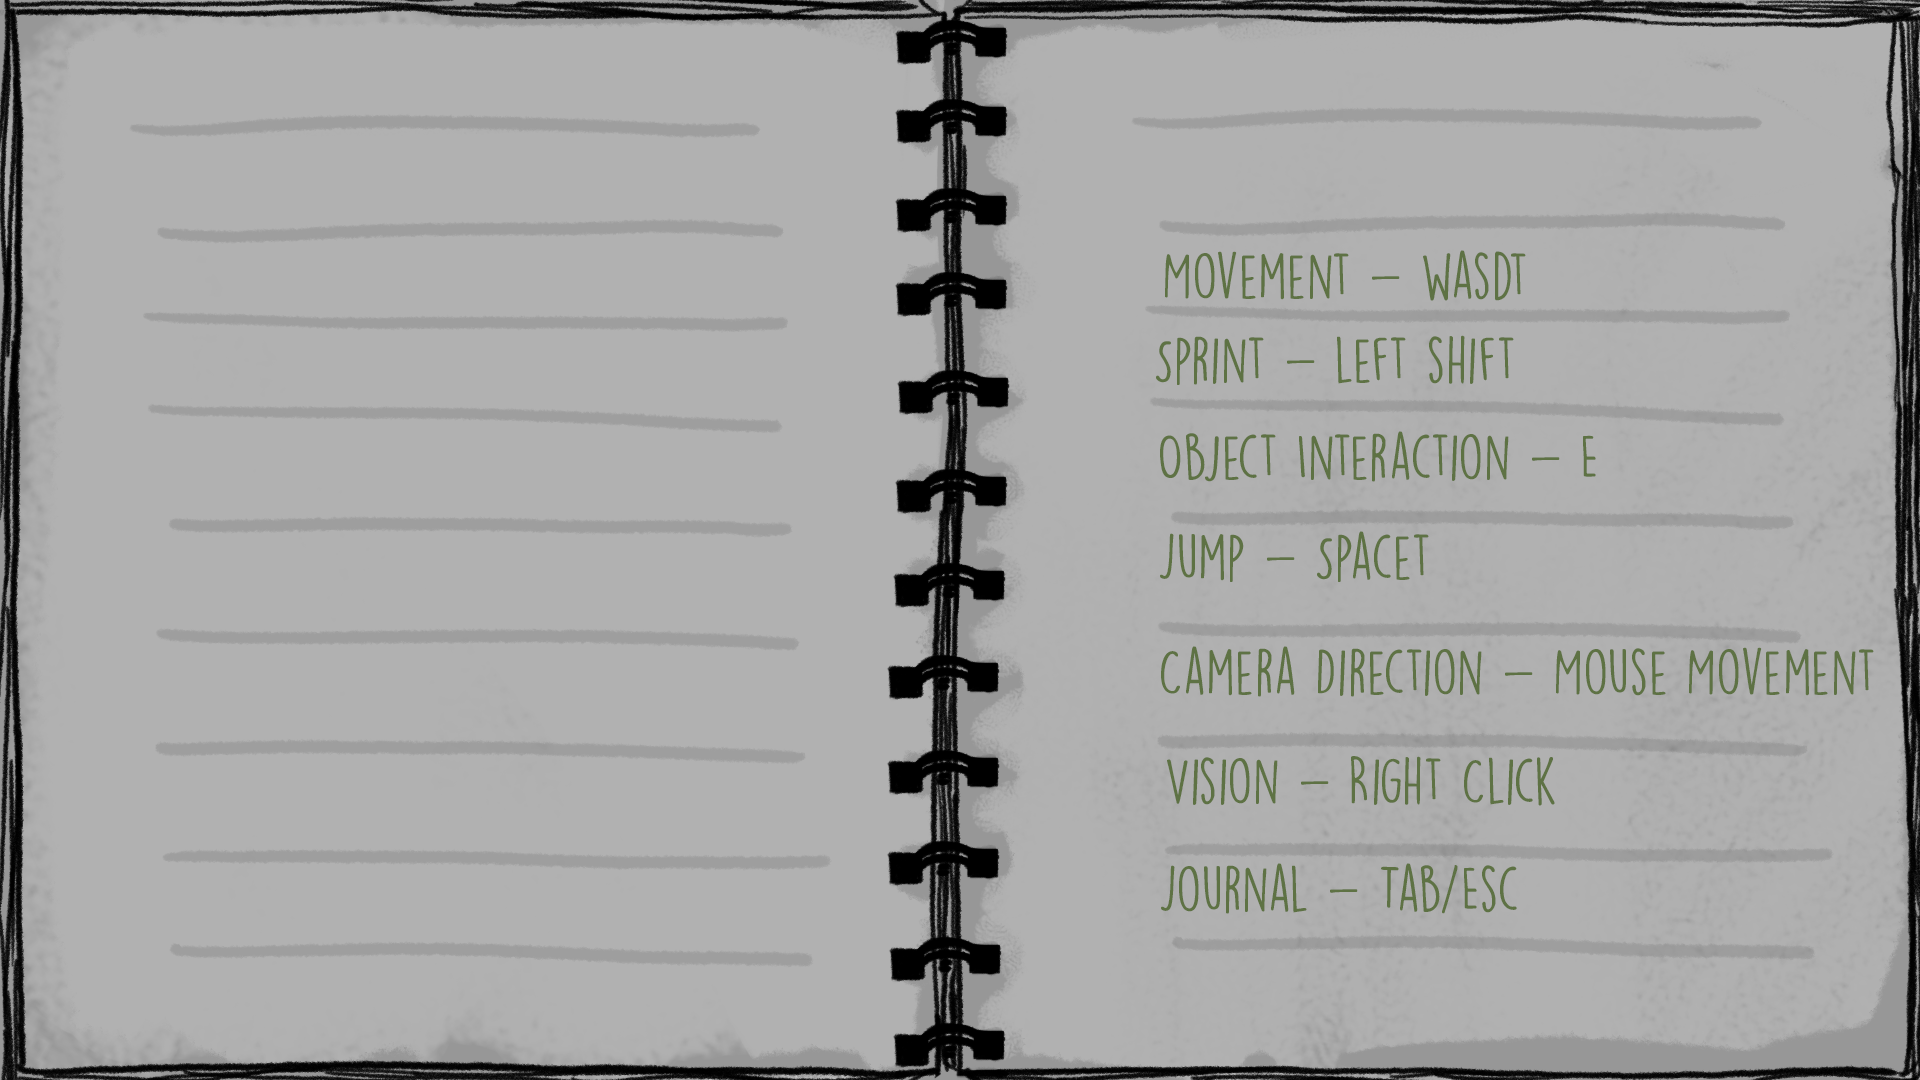 MOVEMENT – WASDT
SPRINT – LEFT SHIFT
OBJECT INTERACTION – E
JUMP – SPACET
CAMERA DIRECTION – MOUSE MOVEMENT
VISION – RIGHT CLICK
JOURNAL – TAB/ESC